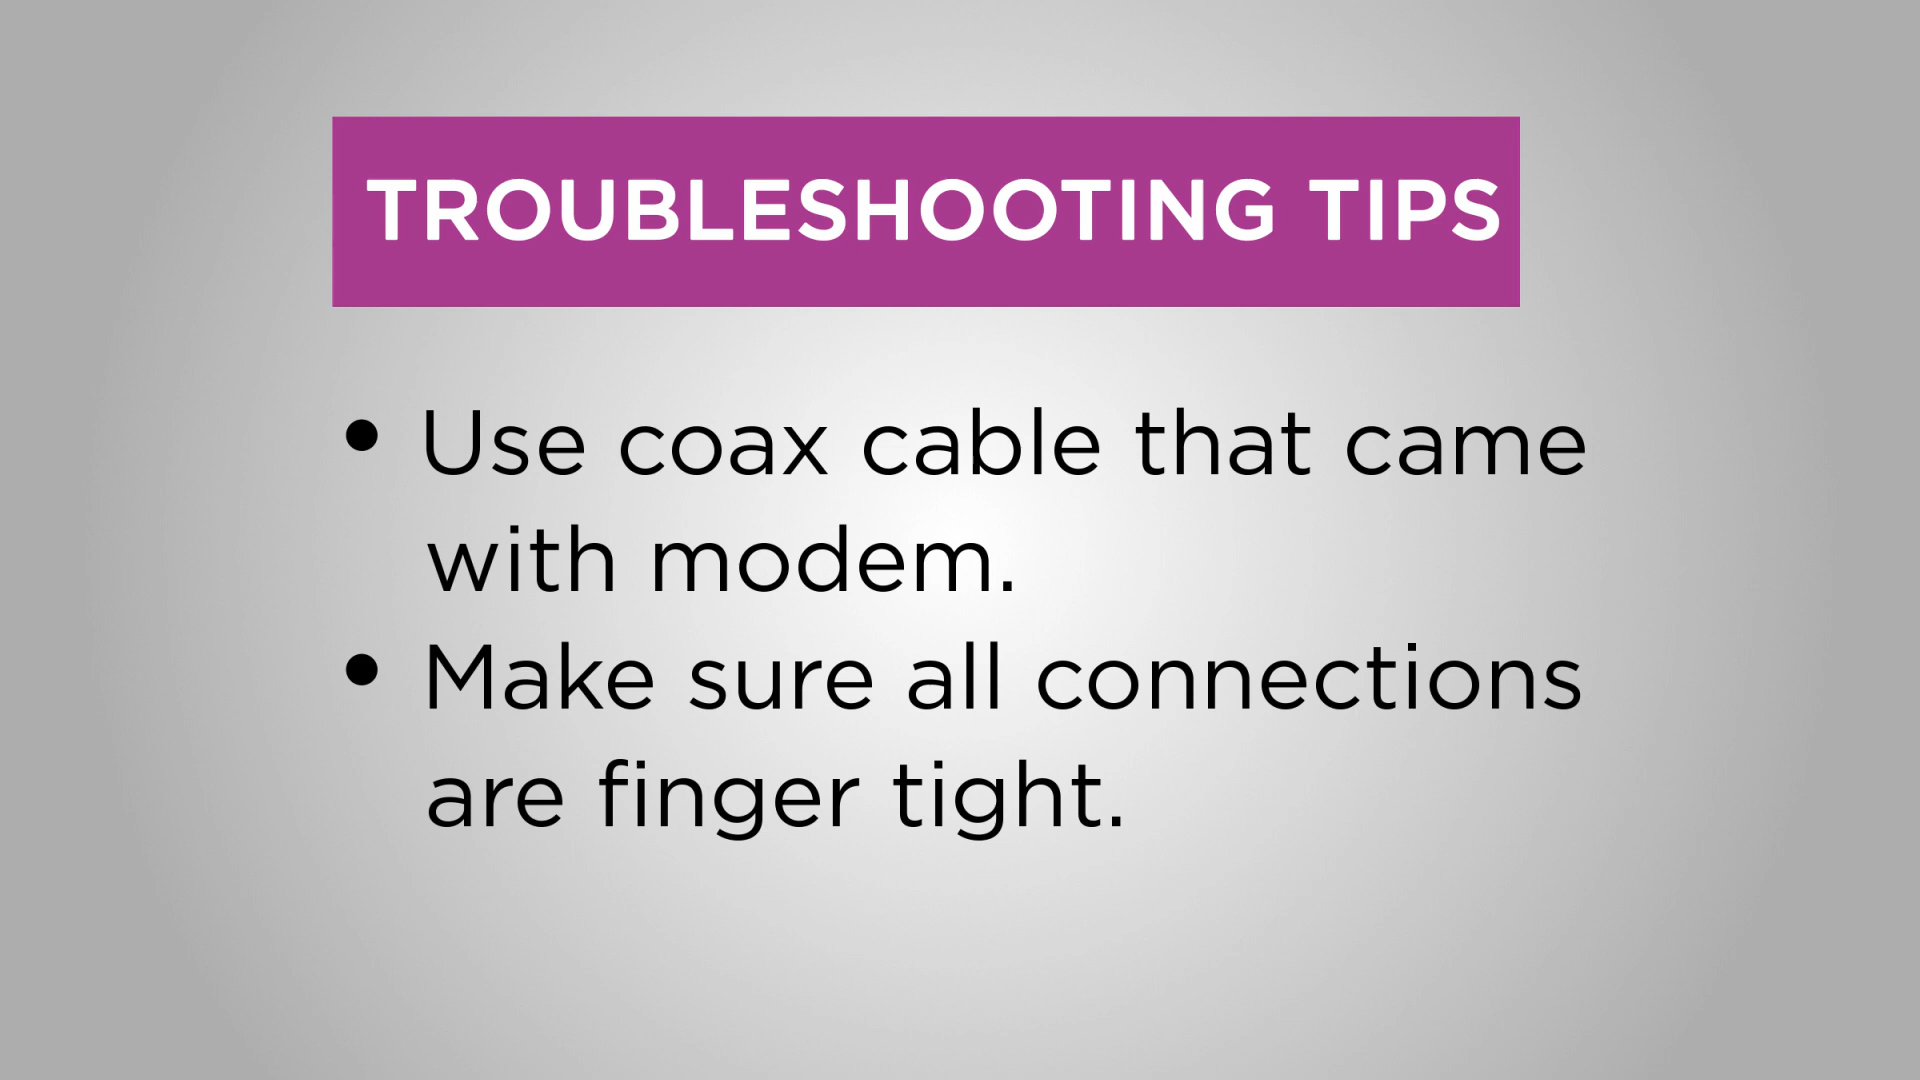 TROUBLESHOOTING TIPS
• Use coax cable that came
with modem.
• Make sure all connections
are finger tight.